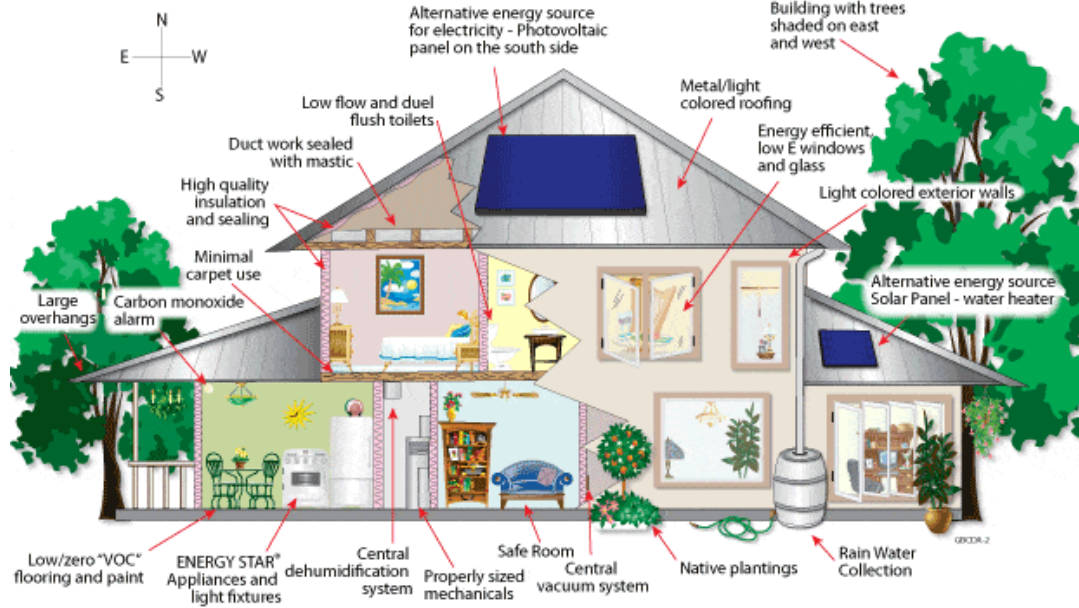 N
E
W
S
Alternative energy source
for electricity - Photovoltaic
panel on the south side
Building with trees
shaded on east
and west
Low flow and duel
flush toilets
Metal/light
colored roofing
Duct work sealed
with mastic
Energy efficient,
low E windows
and glass
High quality
insulation
and sealing
Light colored exterior walls
Minimal
carpet use
Large
overhangs
Carbon monoxide
alarm
Alternative energy source
Solar Panel - water heater
Low/zero “VOC”
flooring and paint
ENERGY STAR®
Appliances and
light fixtures
Central
dehumidification
system
Properly sized
mechanicals
Safe Room
Central
vacuum system
Native plantings
Rain Water
Collection
GBCDR-2